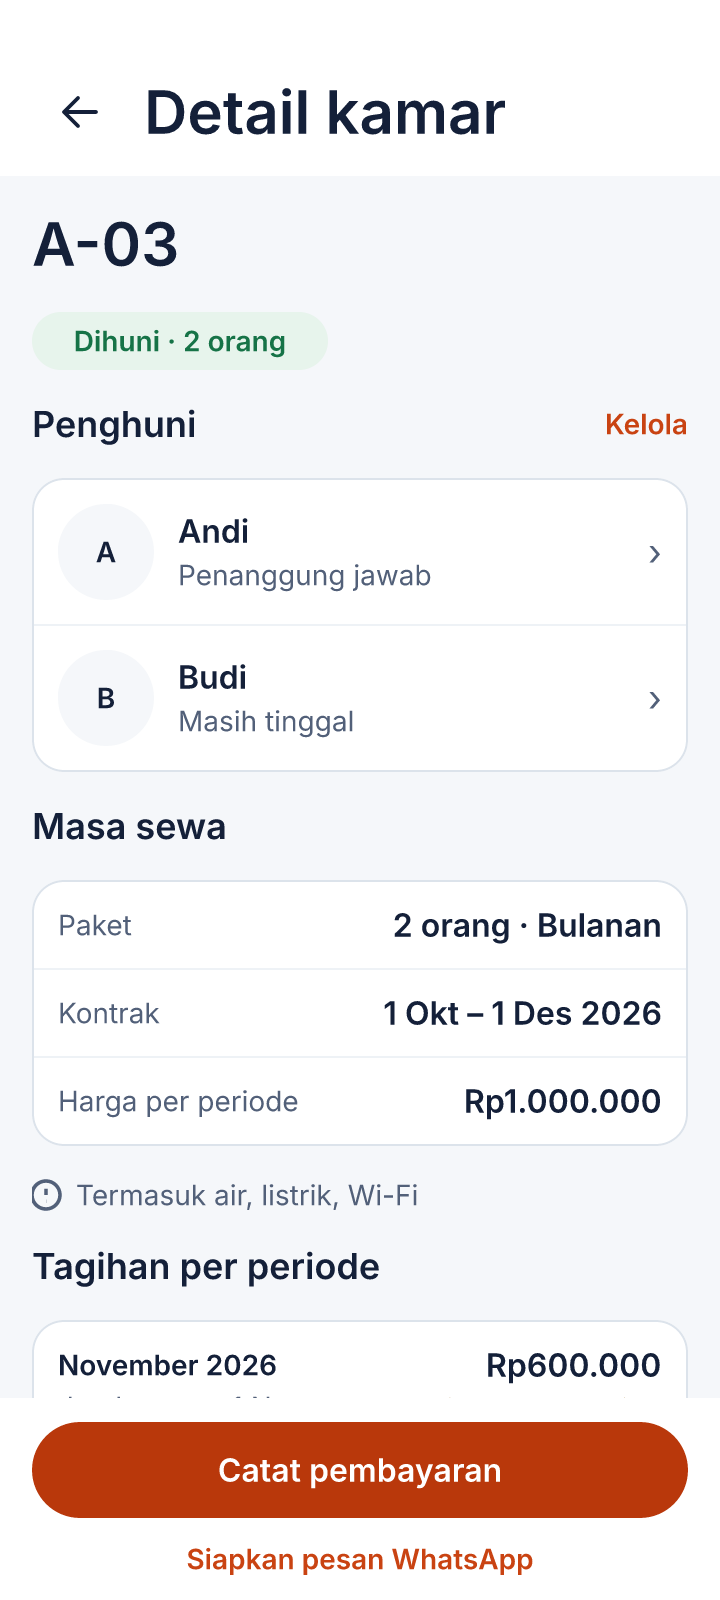 Detail kamar
A-03
Dihuni · 2 orang
Penghuni
Kelola
A
Andi
Penanggung jawab
›
B
Budi
Masih tinggal
›
Masa sewa
Paket
2 orang · Bulanan
Kontrak
1 Okt – 1 Des 2026
Harga per periode
Rp1.000.000
Termasuk air, listrik, Wi-Fi
Tagihan per periode
November 2026
Rp600.000
Catat pembayaran
Siapkan pesan WhatsApp